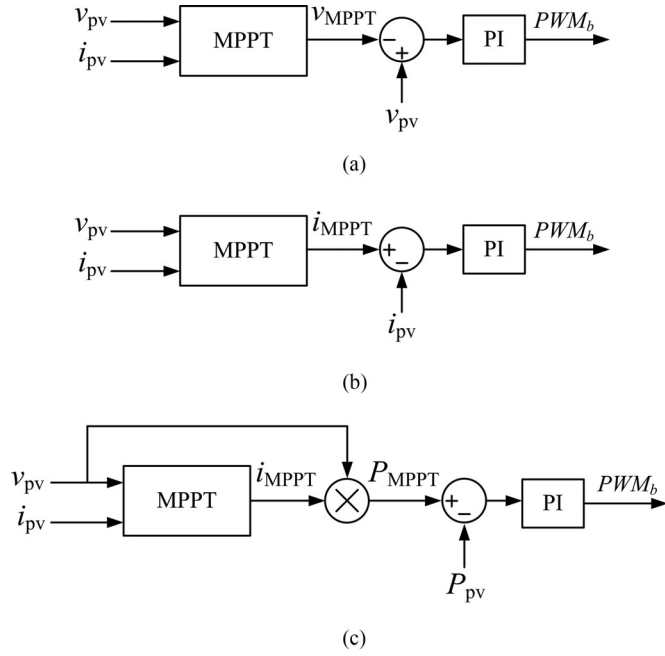 v_pv
i_pv
MPPT
v_MPPT
−
+
PI
PWM_b
v_pv
(a)
v_pv
i_pv
MPPT
i_MPPT
+
−
PI
PWM_b
i_pv
(b)
v_pv
i_pv
MPPT
i_MPPT
P_MPPT
+
−
PI
PWM_b
P_pv
(c)